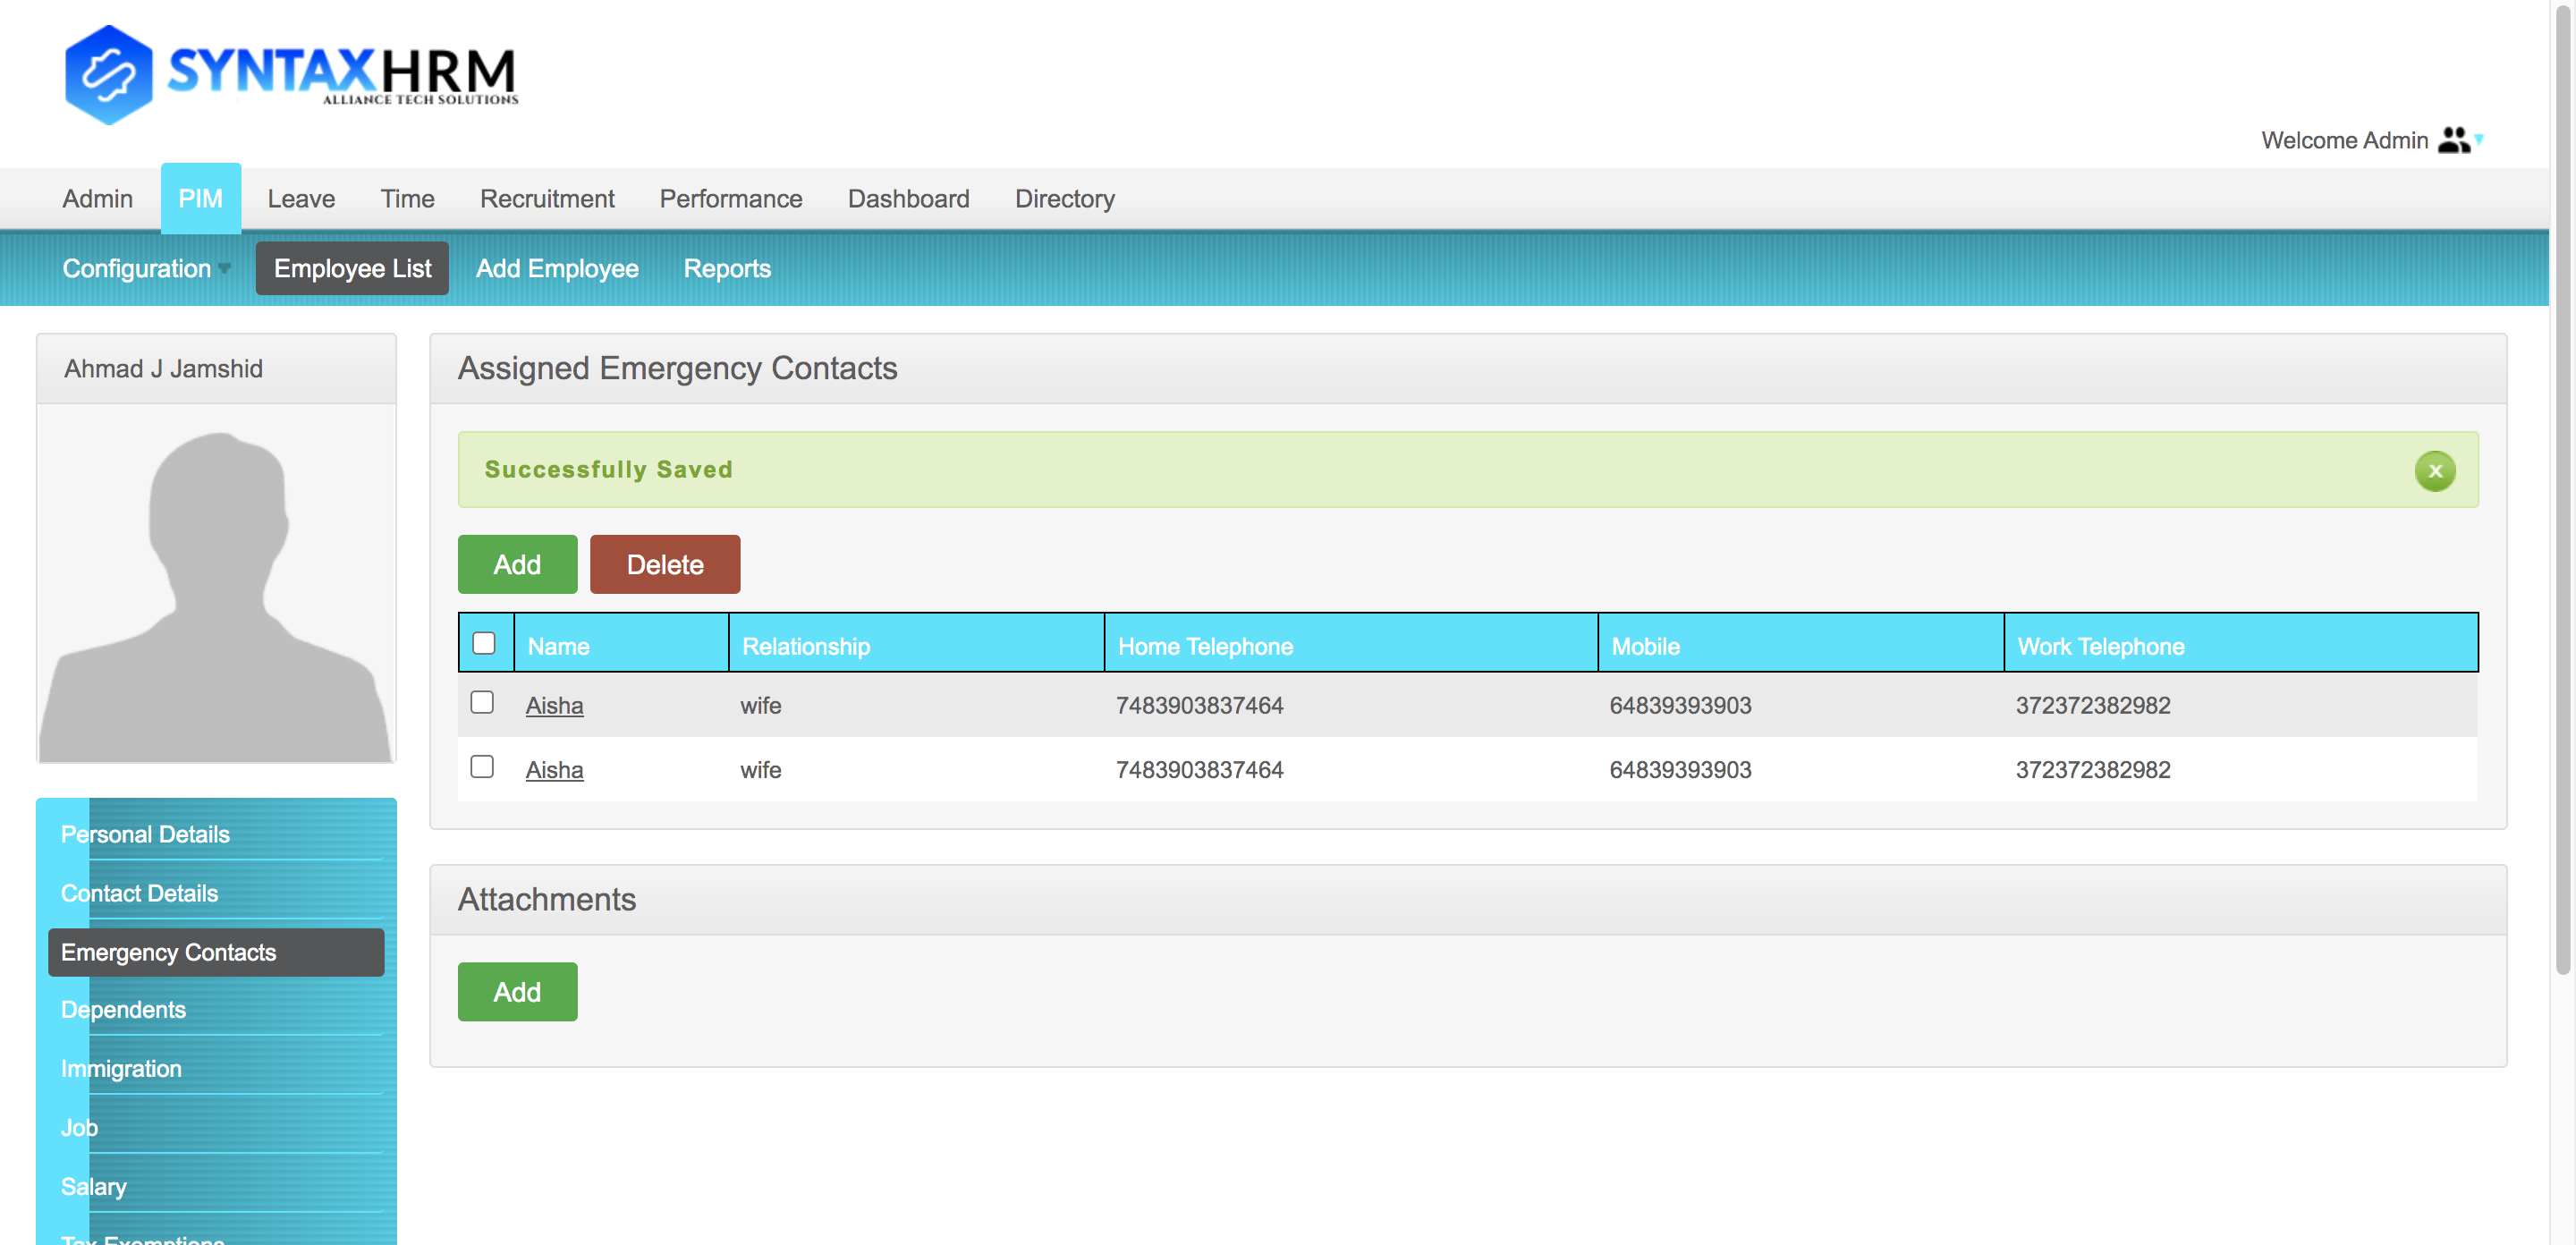 SYNTAXHRM
ALLIANCE TECH SOLUTIONS
Welcome Admin
Admin PIM Leave Time Recruitment Performance Dashboard Directory
Configuration Employee List Add Employee Reports
Ahmad J Jamshid
Assigned Emergency Contacts
Successfully Saved
x
Add Delete
Name Relationship Home Telephone Mobile Work Telephone
Aisha wife 7483903837464 64839393903 372372382982
Aisha wife 7483903837464 64839393903 372372382982
Personal Details
Contact Details
Emergency Contacts
Dependents
Immigration
Job
Salary
Tax Exemptions
Attachments
Add